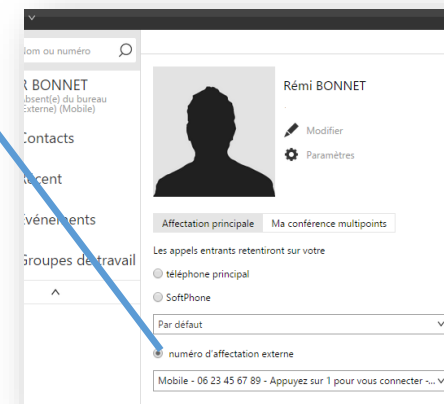 Nom ou numéro
R BONNET
Absent(e) du bureau
(Externe) (Mobile)
Contacts
Récent
Événements
Groupes de travail
Rémi BONNET
Modifier
Paramètres
Affectation principale Ma conférence multipoints
Les appels entrants retentiront sur votre
téléphone principal
SoftPhone
Par défaut
numéro d'affectation externe
Mobile - 06 23 45 67 89 - Appuyez sur 1 pour vous connecter -...